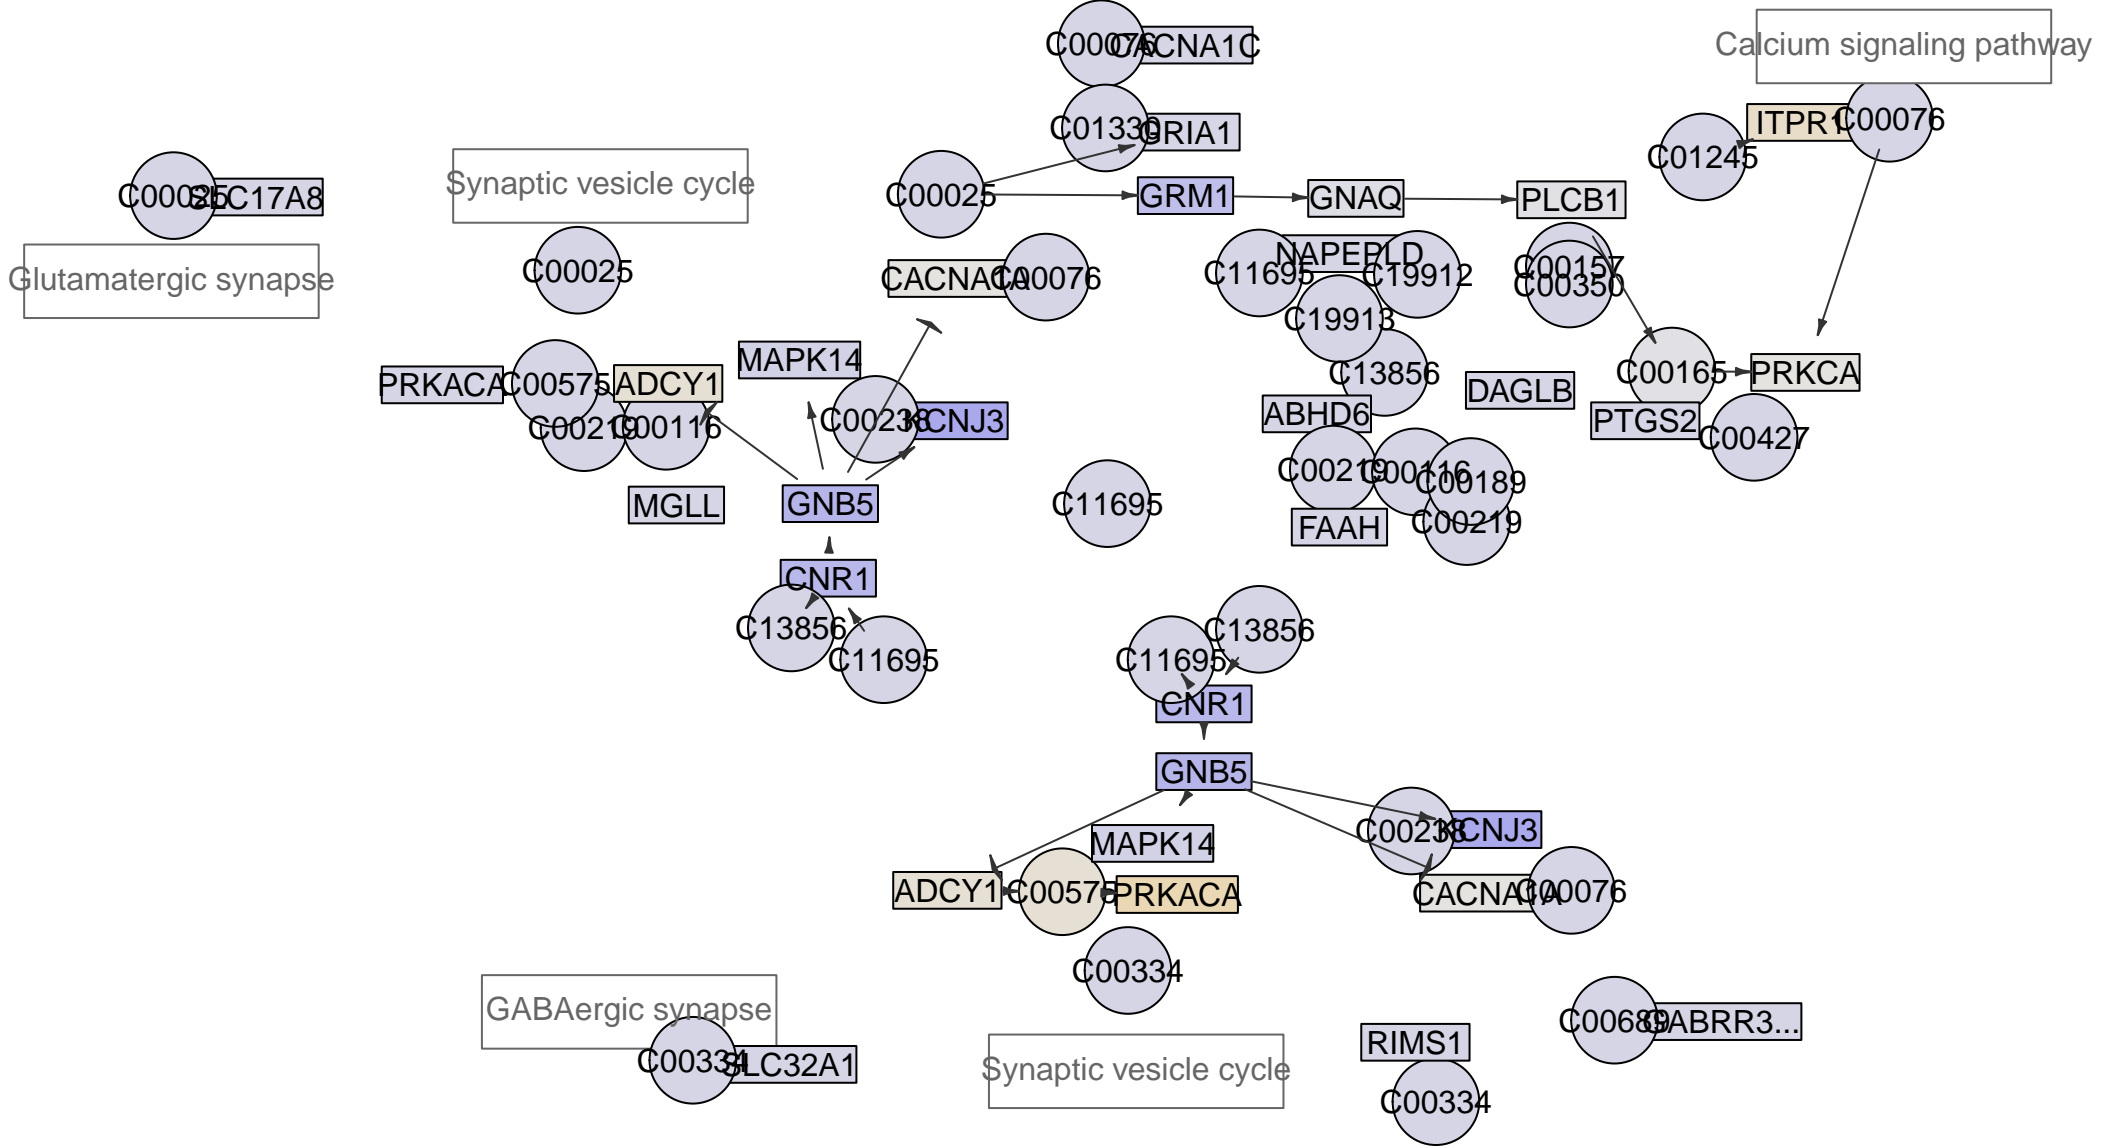 C00076
CACNA1C
Calcium signaling pathway
C01330
GRIA1
ITPR1
C00076
C01245
C00025
SLC17A8
Synaptic vesicle cycle
C00025
GRM1
GNAQ
PLCB1
Glutamatergic synapse
C00025
CACNA1A
C00076
C11695
NAPEPLD
C19912
C00157
C00350
C19913
PRKACA
C00575
ADCY1
MAPK14
C13856
DAGLB
C00165
PRKCA
C00219
C00116
C00238
KCNJ3
ABHD6
PTGS2
C00427
C00219
C00116
C00189
MGLL
GNB5
C11695
FAAH
C00219
CNR1
C13856
C11695
C11695
C13856
CNR1
GNB5
MAPK14
C00238
KCNJ3
ADCY1
C00575
PRKACA
CACNA1A
C00076
C00334
GABAergic synapse
C00334
SLC32A1
Synaptic vesicle cycle
RIMS1
C00334
C00689
GABRR3...